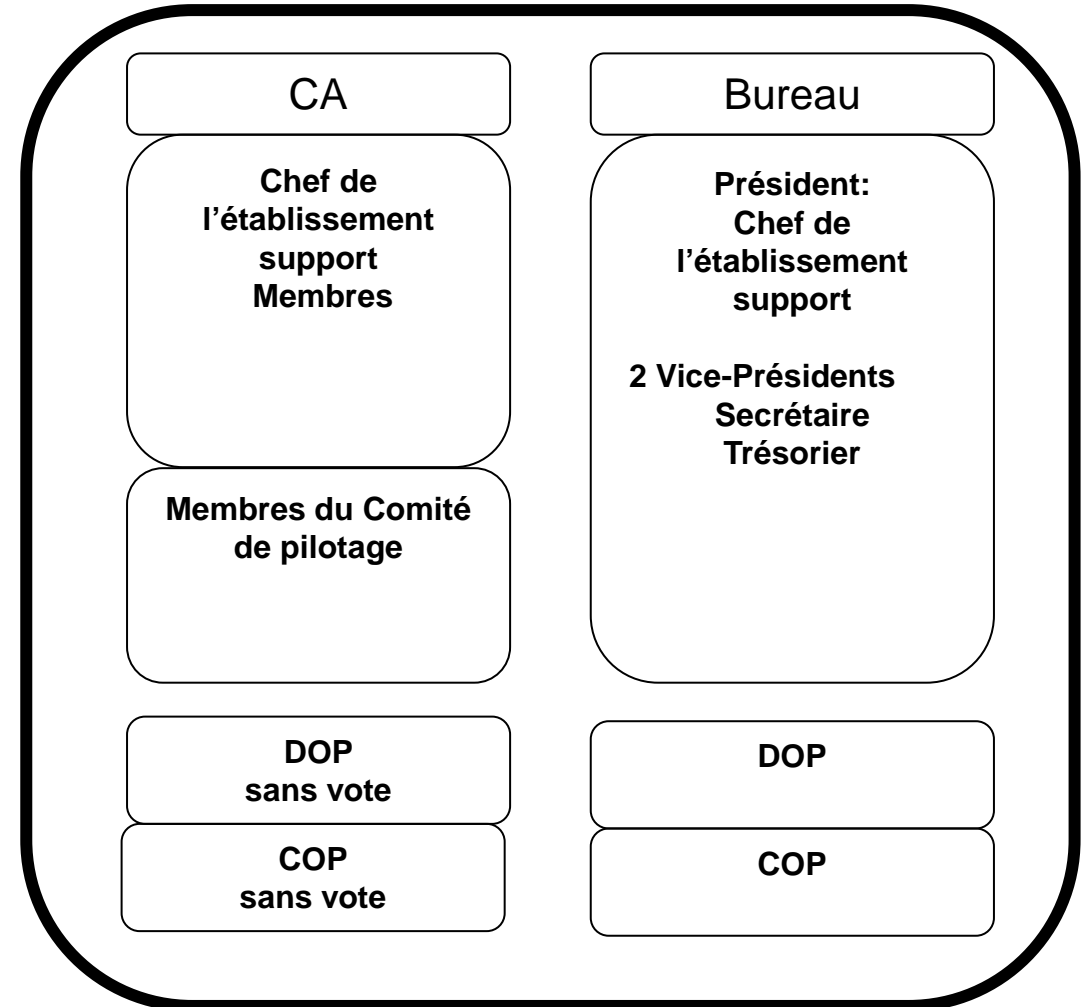 CA
Chef de
l’établissement
support
Membres
Membres du Comité
de pilotage
DOP
sans vote
COP
sans vote
Bureau
Président:
Chef de
l’établissement
support
2 Vice-Présidents
Secrétaire
Trésorier
DOP
COP